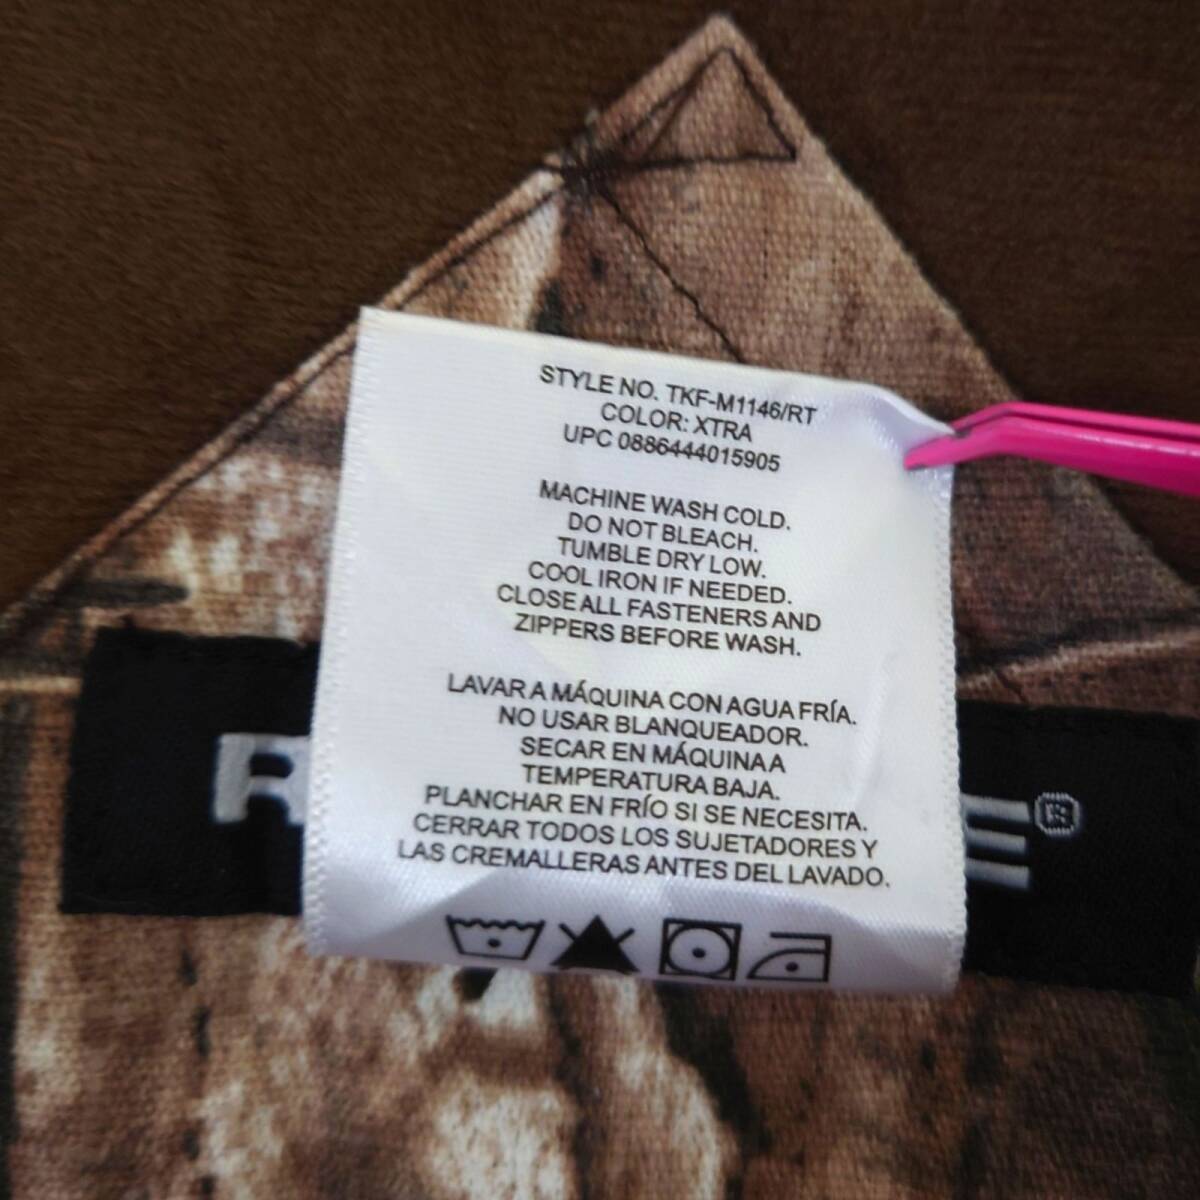 STYLE NO. TKF-M1146/RT
COLOR: XTRA
UPC 0886444015905
MACHINE WASH COLD.
DO NOT BLEACH.
TUMBLE DRY LOW.
COOL IRON IF NEEDED.
CLOSE ALL FASTENERS AND
ZIPPERS BEFORE WASH.
LAVAR A MÁQUINA CON AGUA FRÍA.
NO USAR BLANQUEADOR.
SECAR EN MÁQUINA A
TEMPERATURA BAJA.
PLANCHAR EN FRÍO SI SE NECESITA.
CERRAR TODOS LOS SUJETADORES Y
LAS CREMALLERAS ANTES DEL LAVADO.